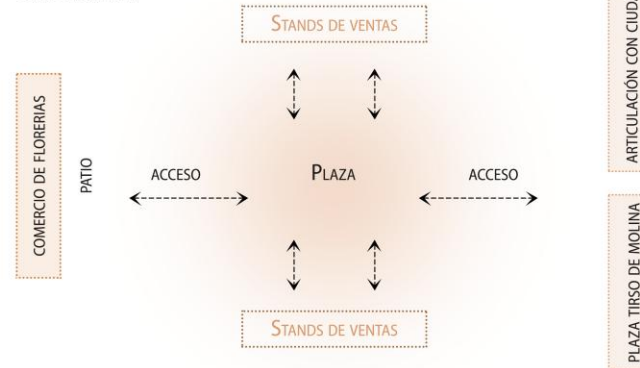 STANDS DE VENTAS
ARTICULACIÓN CON
COMERCIO DE FLORERIAS
PATIO
ACCESO
PLAZA
ACCESO
PLAZA TIRSO DE MOLINA
STANDS DE VENTAS